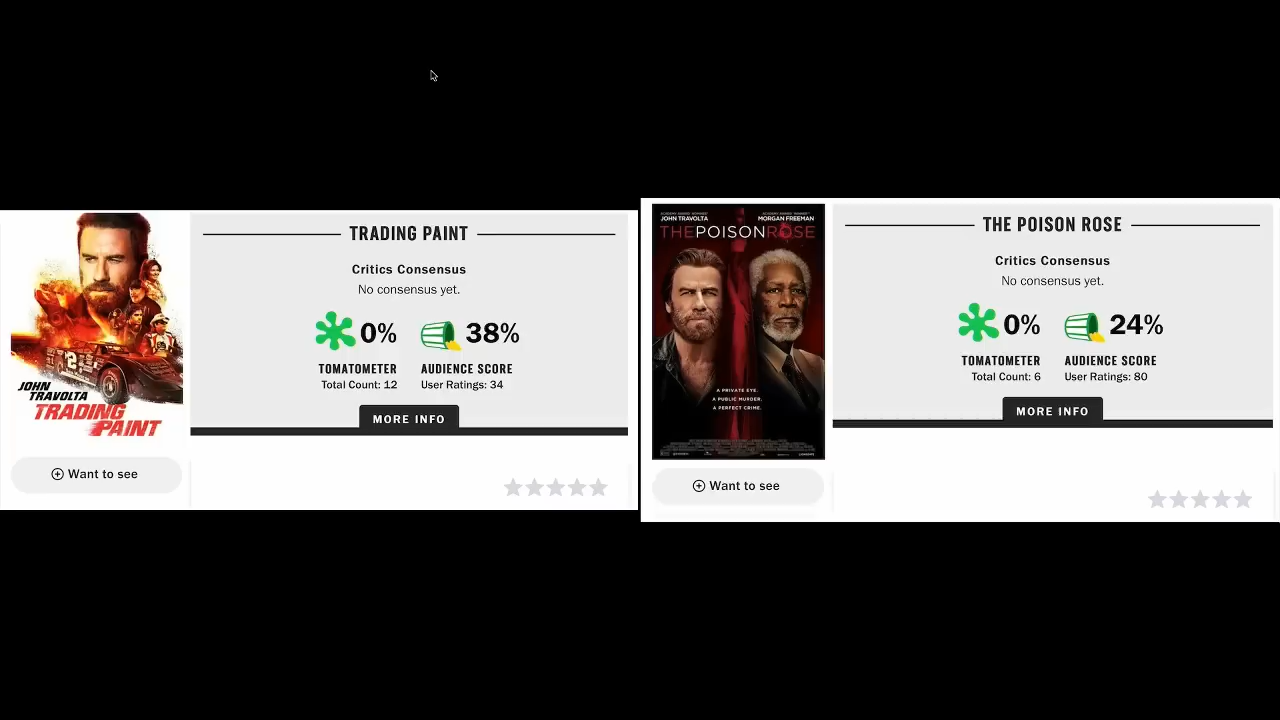 TRADING PAINT
Critics Consensus
No consensus yet.
0% 38%
TOMATOMETER AUDIENCE SCORE
Total Count: 12 User Ratings: 34
MORE INFO
2
JOHN
TRAVOLTA
TRADING
PAINT
Want to see
JOHN TRAVOLTA MORGAN FREEMAN
THEPOISONROSE
A PRIVATE EYE.
A PUBLIC MURDER.
A PERFECT CRIME.
Want to see
THE POISON ROSE
Critics Consensus
No consensus yet.
0% 24%
TOMATOMETER AUDIENCE SCORE
Total Count: 6 User Ratings: 80
MORE INFO